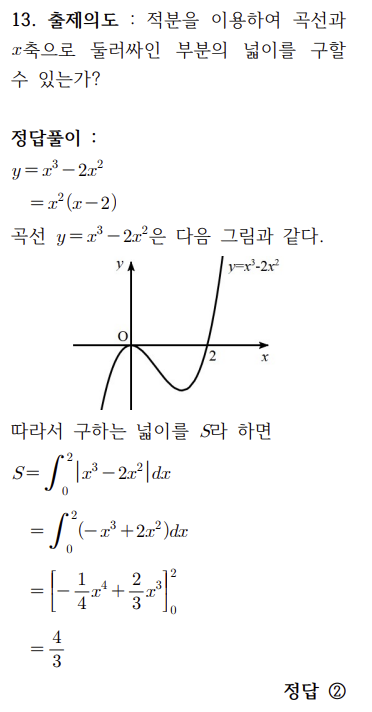 13. 출제의도 : 적분을 이용하여 곡선과
x축으로 둘러싸인 부분의 넓이를 구할
수 있는가?
정답풀이 :
y = x³ − 2x²
= x²(x − 2)
곡선 y = x³ − 2x²은 다음 그림과 같다.
y
y=x³-2x²
O
2
x
따라서 구하는 넓이를 S라 하면
S = ∫₀² |x³ − 2x²| dx
= ∫₀² (−x³ + 2x²)dx
= [−1/4 x⁴ + 2/3 x³]₀²
= 4/3
정답 ②